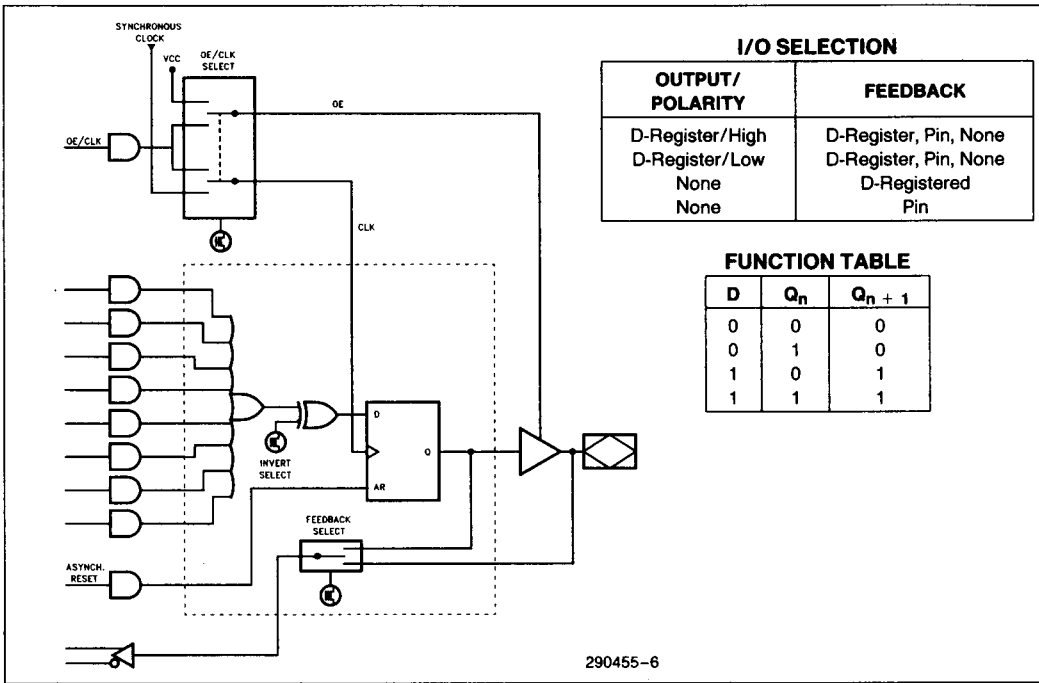 SYNCHRONOUS
CLOCK
VCC
OE/CLK
SELECT
OE
OE/CLK
CLK
D
Q
AR
INVERT
SELECT
FEEDBACK
SELECT
ASYNCH.
RESET
I/O SELECTION
OUTPUT/ POLARITY FEEDBACK
D-Register/High D-Register, Pin, None
D-Register/Low D-Register, Pin, None
None D-Registered
None Pin
FUNCTION TABLE
D Qn Qn + 1
0 0 0
0 1 0
1 0 1
1 1 1
290455-6